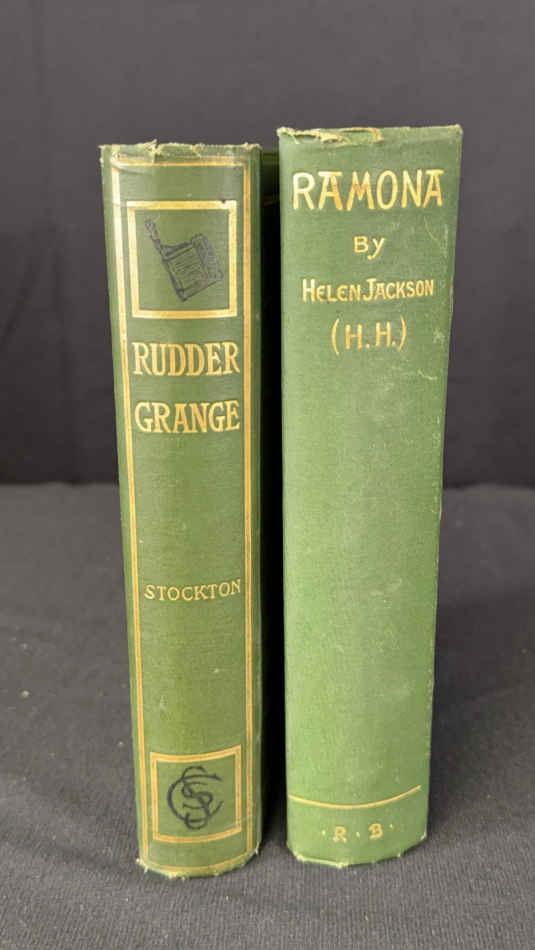 RUDDER
GRANGE
STOCKTON
RAMONA
By
HELEN JACKSON
(H.H.)
·R·B·